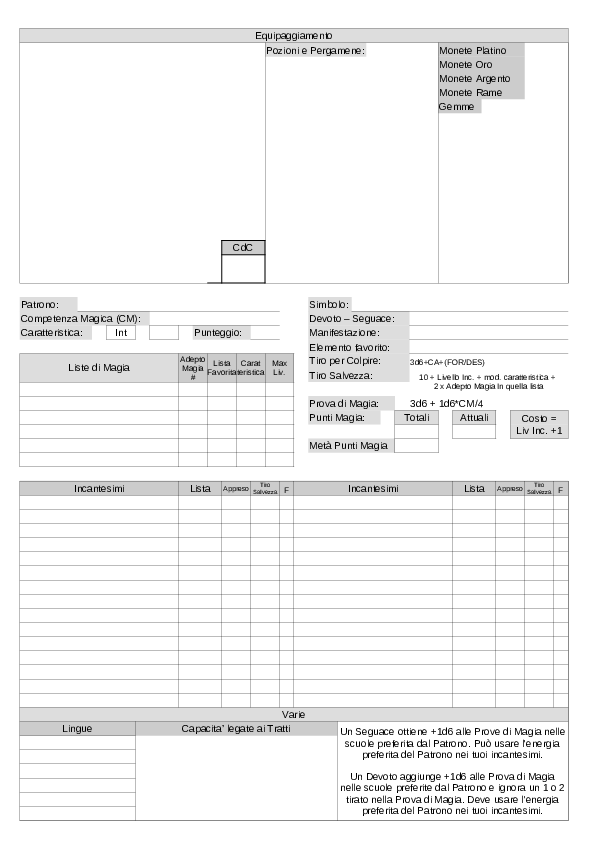 Equipaggiamento
Pozioni e Pergamene:
Monete Platino
Monete Oro
Monete Argento
Monete Rame
Gemme
CdC
Patrono:
Competenza Magica (CM):
Caratteristica: Int Punteggio:
Simbolo:
Devoto – Seguace:
Manifestazione:
Elemento favorito:
Tiro per Colpire: 3d6+CA+(FOR/DES)
Tiro Salvezza: 10 + Livello Inc. + mod. caratteristica +
2 x Adepto Magia In quella lista
Prova di Magia: 3d6 + 1d6*CM/4
Punti Magia: Totali Attuali Costo =
Liv Inc. +1
Metà Punti Magia
Liste di Magia
Adepto
Magia
#
Lista
Favorita
Carat
teristica
Max
Liv.
Incantesimi Lista Appreso Tiro
Salvezza F
Incantesimi Lista Appreso Tiro
Salvezza F
Varie
Lingue
Capacita' legate ai Tratti
Un Seguace ottiene +1d6 alle Prove di Magia nelle
scuole preferita dal Patrono. Può usare l'energia
preferita del Patrono nei tuoi incantesimi.
Un Devoto aggiunge +1d6 alle Prova di Magia
nelle scuole preferite dal Patrono e ignora un 1 o 2
tirato nella Prova di Magia. Deve usare l'energia
preferita del Patrono nei tuoi incantesimi.